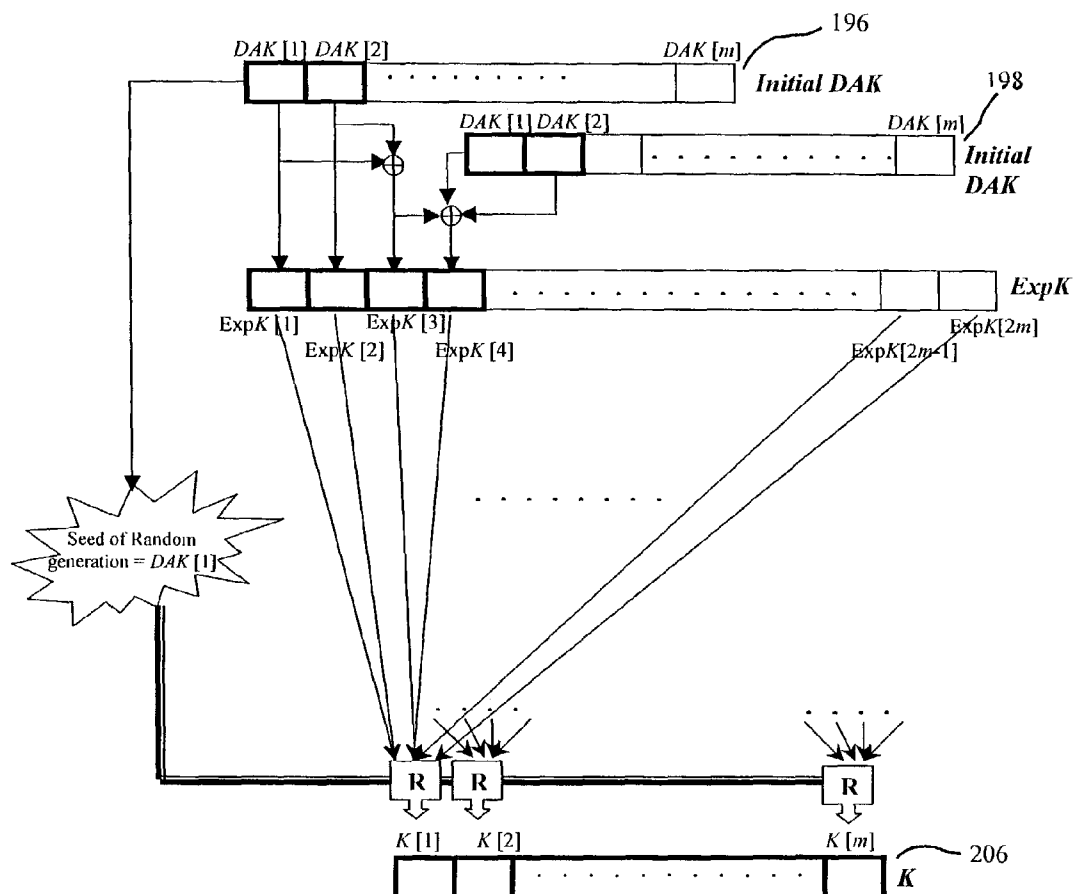 196
DAK [1] DAK [2] DAK [m]
Initial DAK
198
DAK [1] DAK [2] DAK [m]
Initial
DAK
ExpK
ExpK [1] ExpK [3] ExpK[2m]
ExpK [2] ExpK [4] ExpK[2m-1]
Seed of Random
generation = DAK [1]
R R R
K [1] K [2] K [m]
206
K